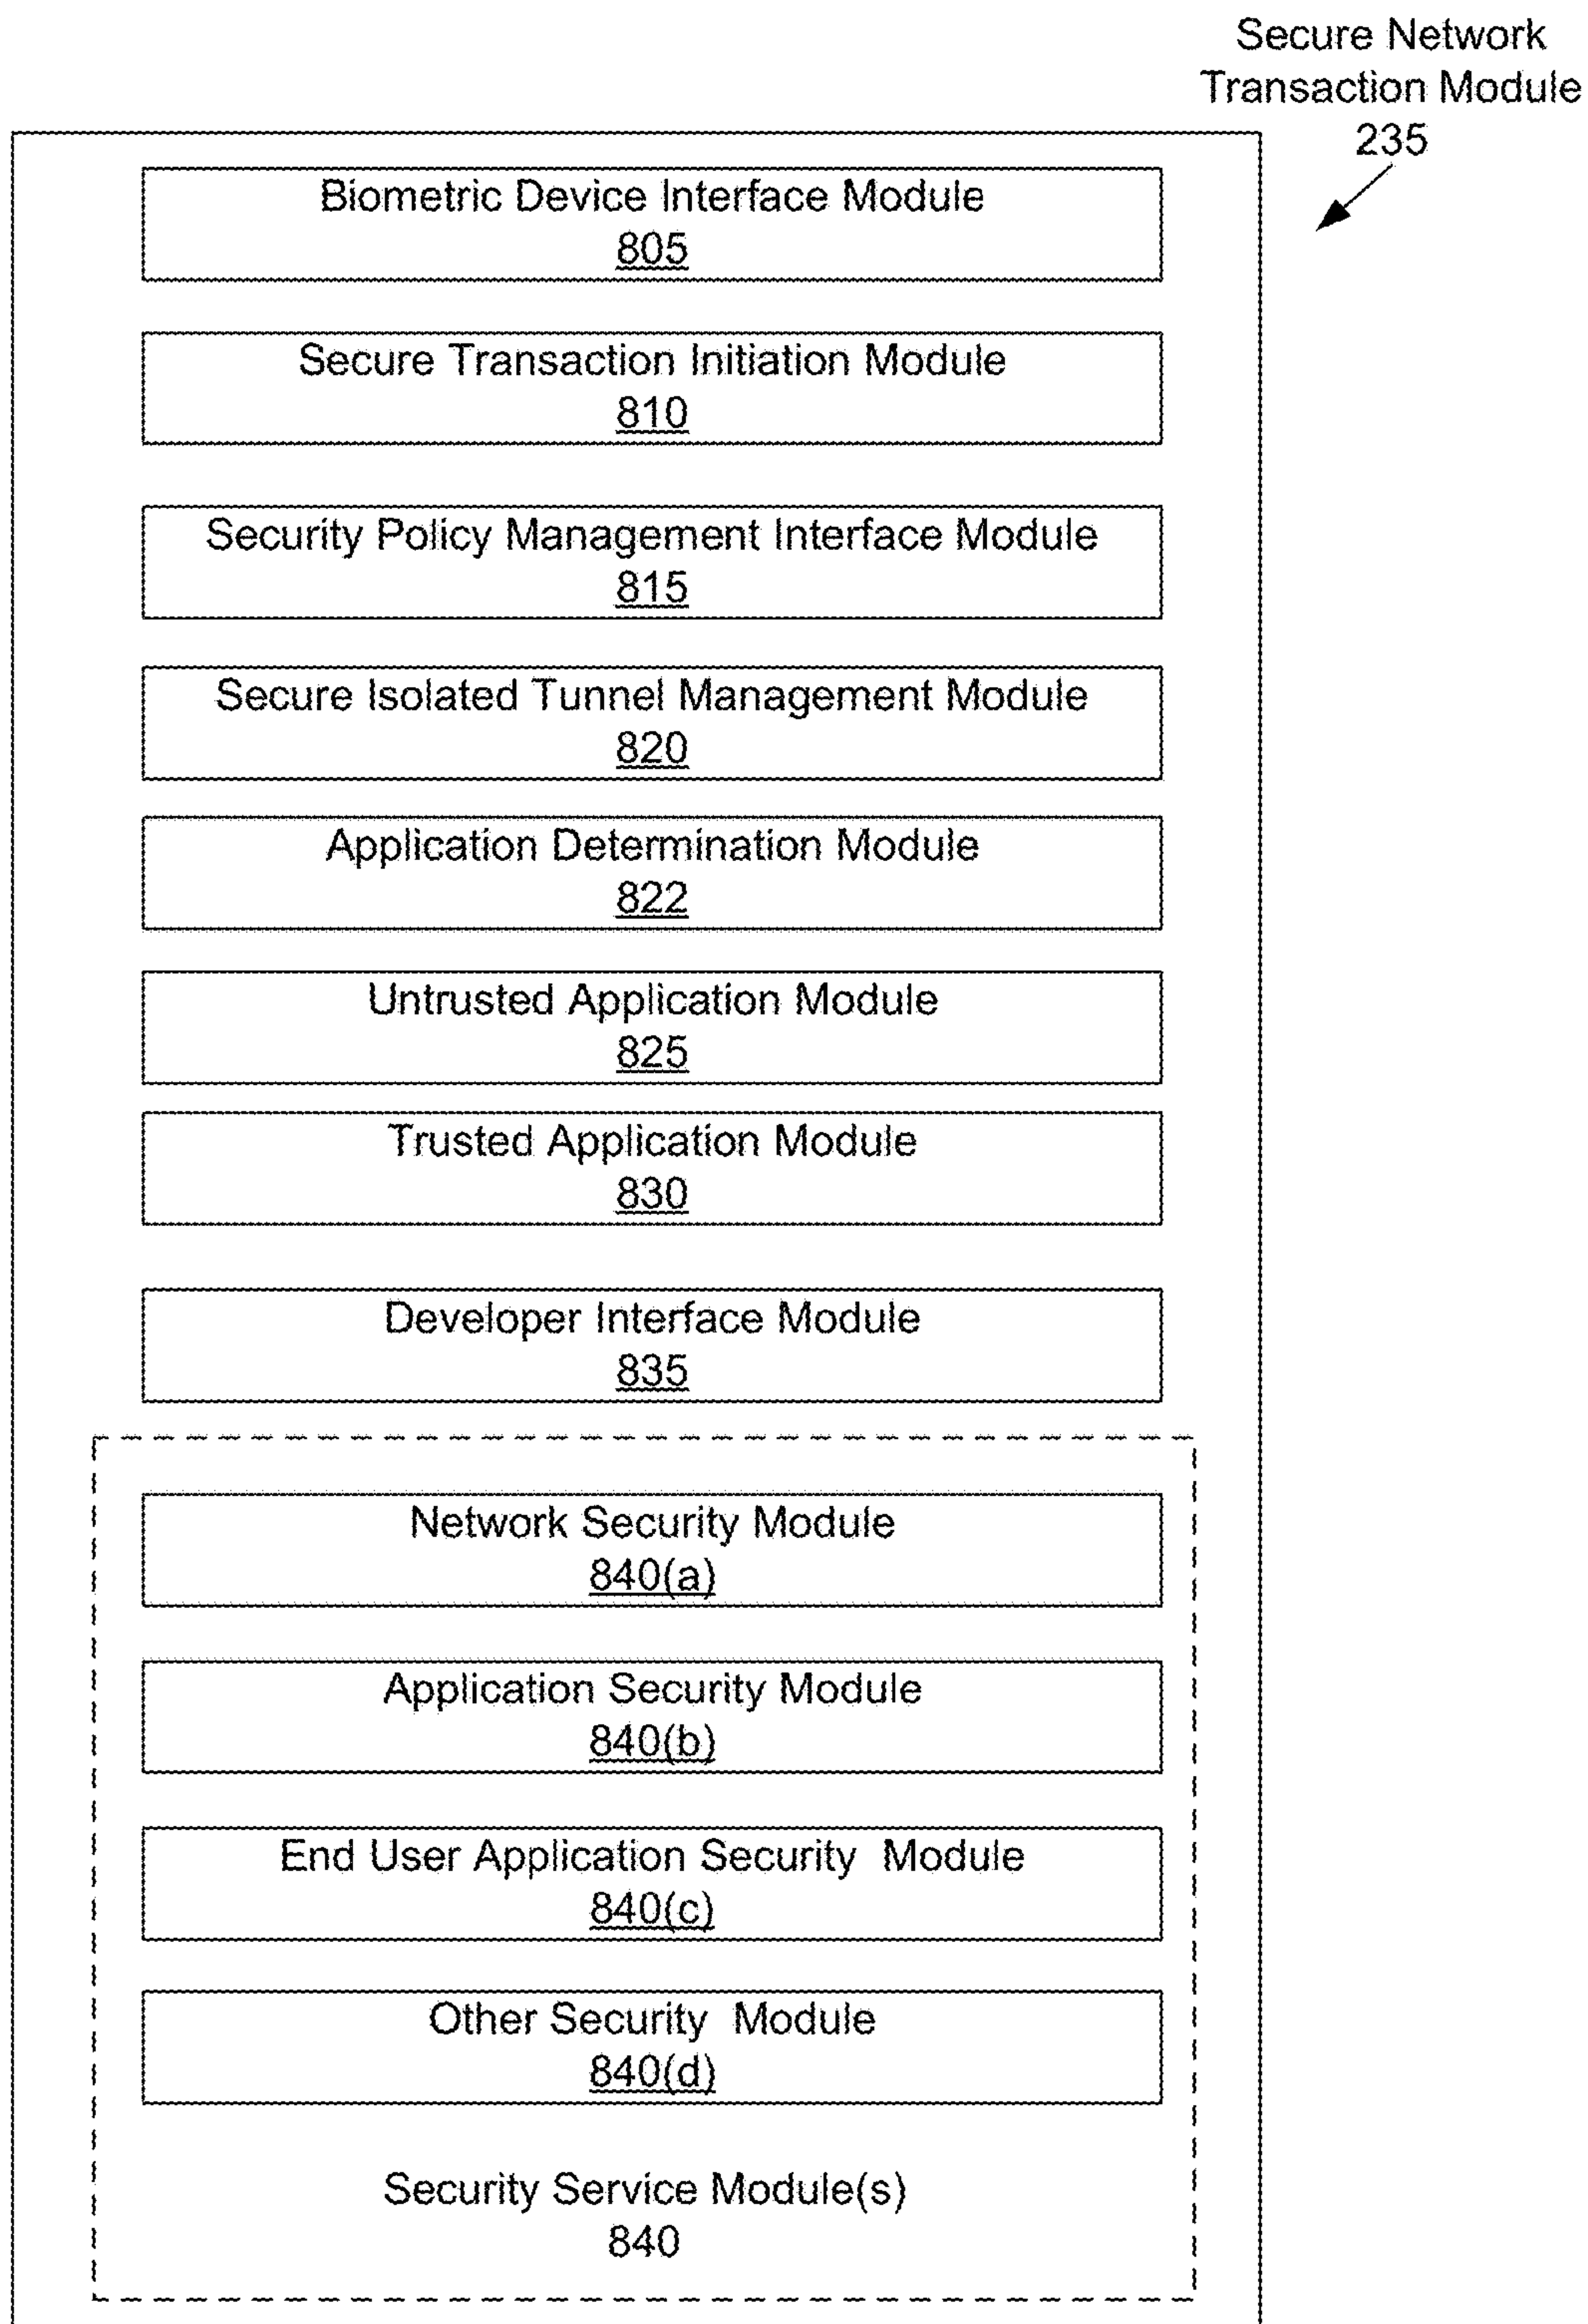 Secure Network
Transaction Module
235
Biometric Device Interface Module
805
Secure Transaction Initiation Module
810
Security Policy Management Interface Module
815
Secure Isolated Tunnel Management Module
820
Application Determination Module
822
Untrusted Application Module
825
Trusted Application Module
830
Developer Interface Module
835
Network Security Module
840(a)
Application Security Module
840(b)
End User Application Security  Module
840(c)
Other Security  Module
840(d)
Security Service Module(s)
840